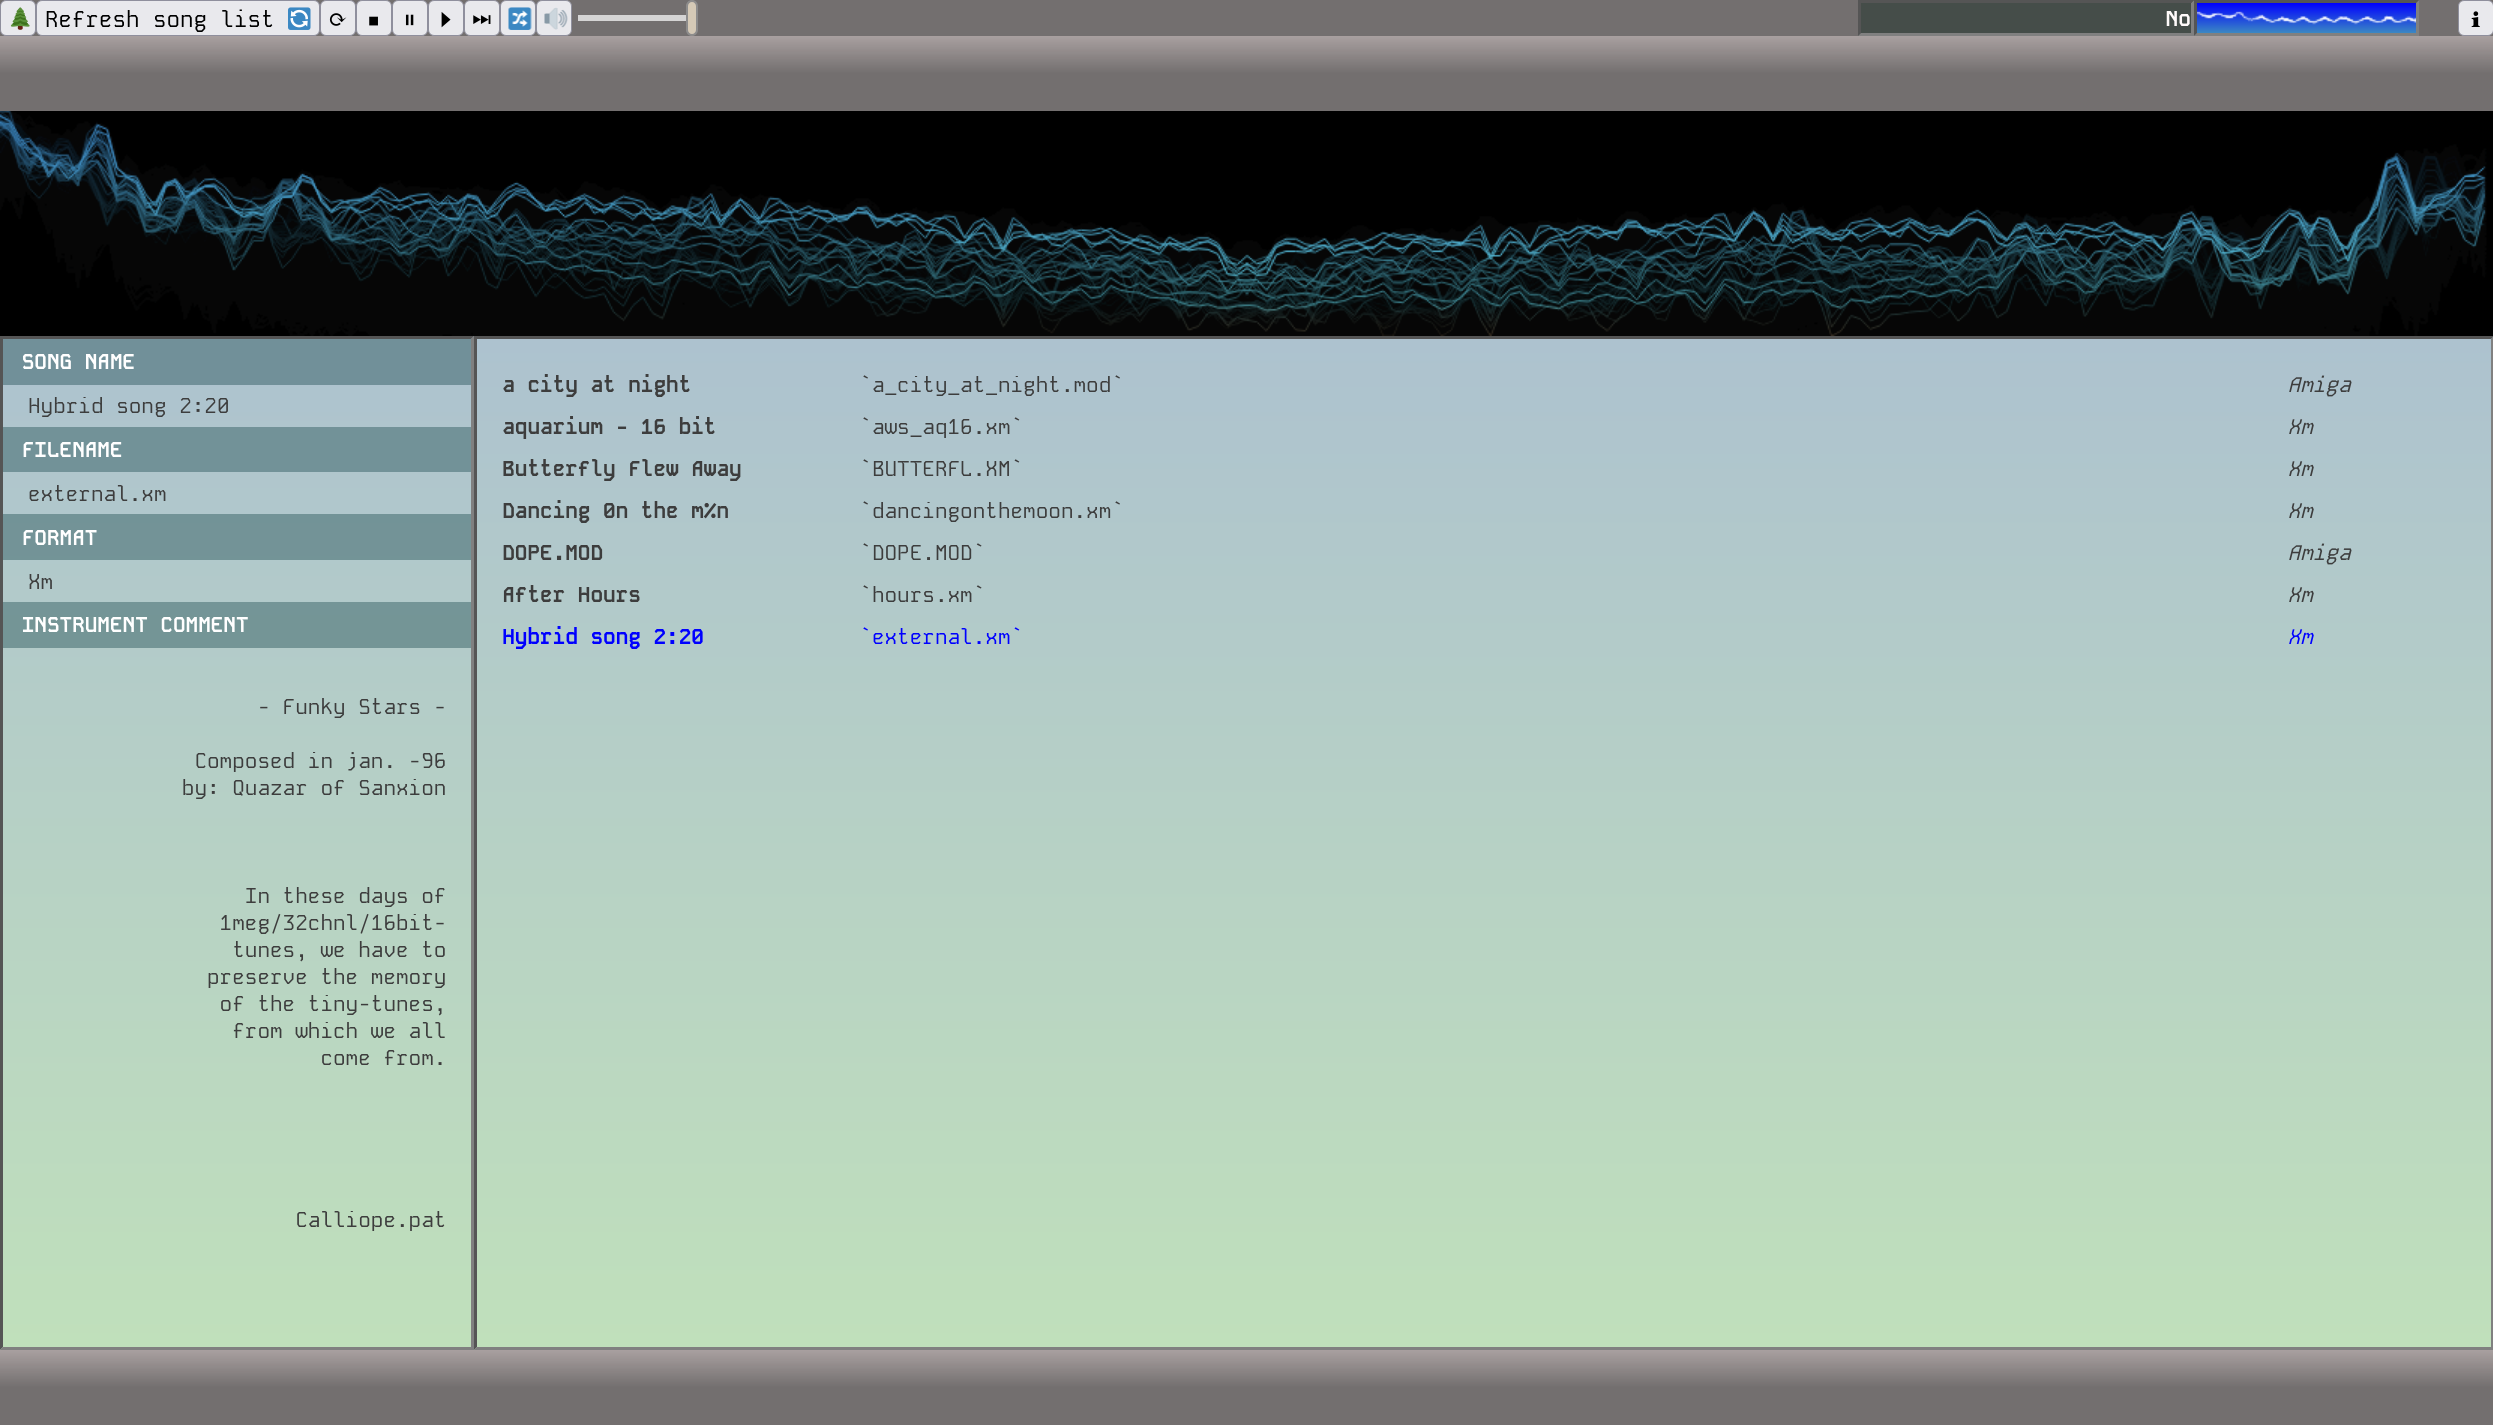 Refresh song list
No
SONG NAME
Hybrid song 2:20
FILENAME
external.xm
FORMAT
Xm
INSTRUMENT COMMENT
- Funky Stars -
Composed in jan. -96
by: Quazar of Sanxion
In these days of
1meg/32chnl/16bit-
tunes, we have to
preserve the memory
of the tiny-tunes,
from which we all
come from.
Calliope.pat
a city at night `a_city_at_night.mod` Amiga
aquarium - 16 bit `aws_aq16.xm` Xm
Butterfly Flew Away `BUTTERFL.XM` Xm
Dancing 0n the m%n `dancingonthemoon.xm` Xm
DOPE.MOD `DOPE.MOD` Amiga
After Hours `hours.xm` Xm
Hybrid song 2:20 `external.xm` Xm